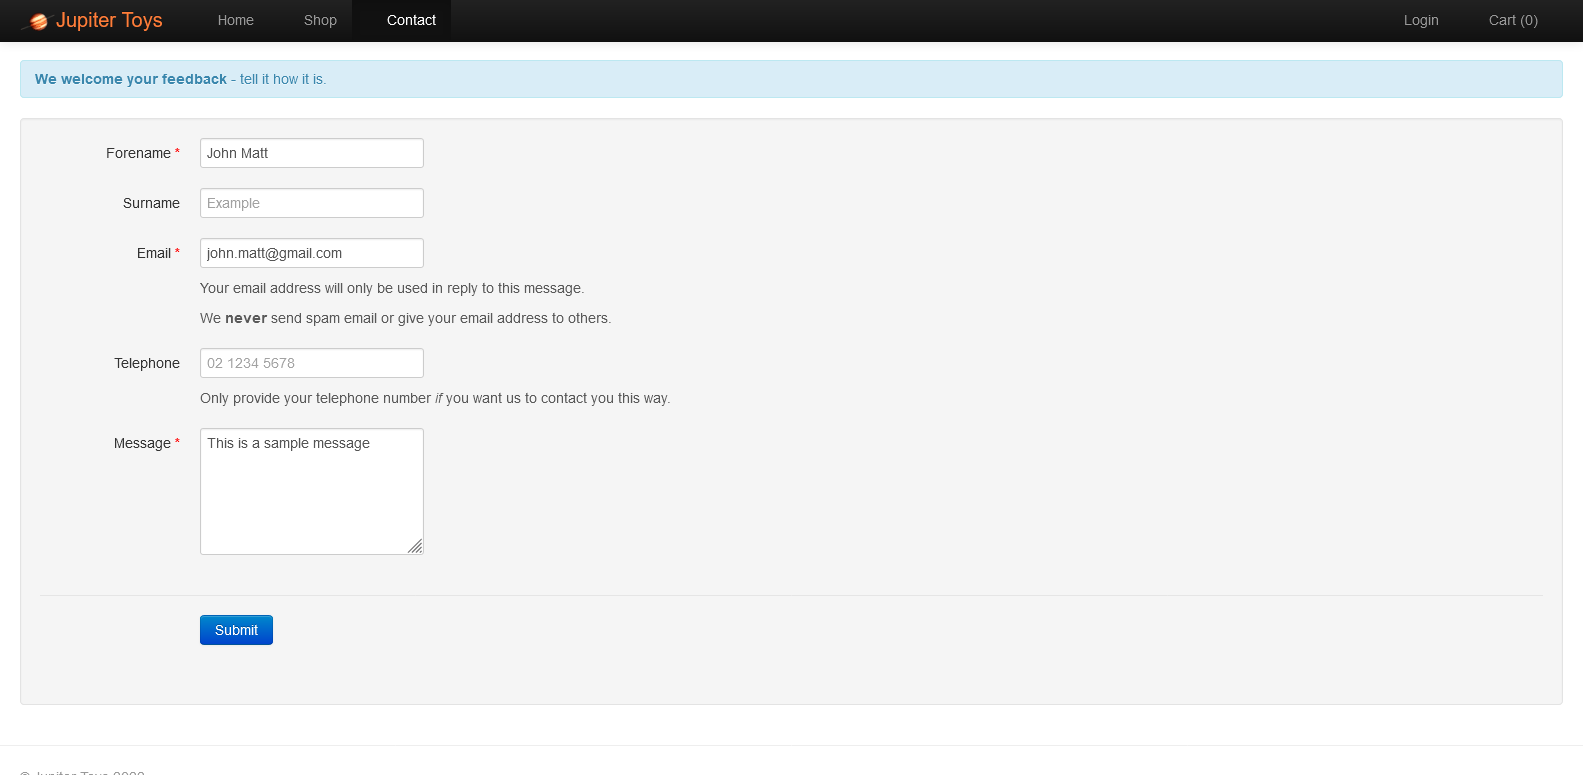 Jupiter Toys Home Shop Contact Login Cart (0)
We welcome your feedback - tell it how it is.
Forename * John Matt
Surname Example
Email * john.matt@gmail.com
Your email address will only be used in reply to this message.
We never send spam email or give your email address to others.
Telephone 02 1234 5678
Only provide your telephone number if you want us to contact you this way.
Message * This is a sample message
Submit
© Jupiter Toys